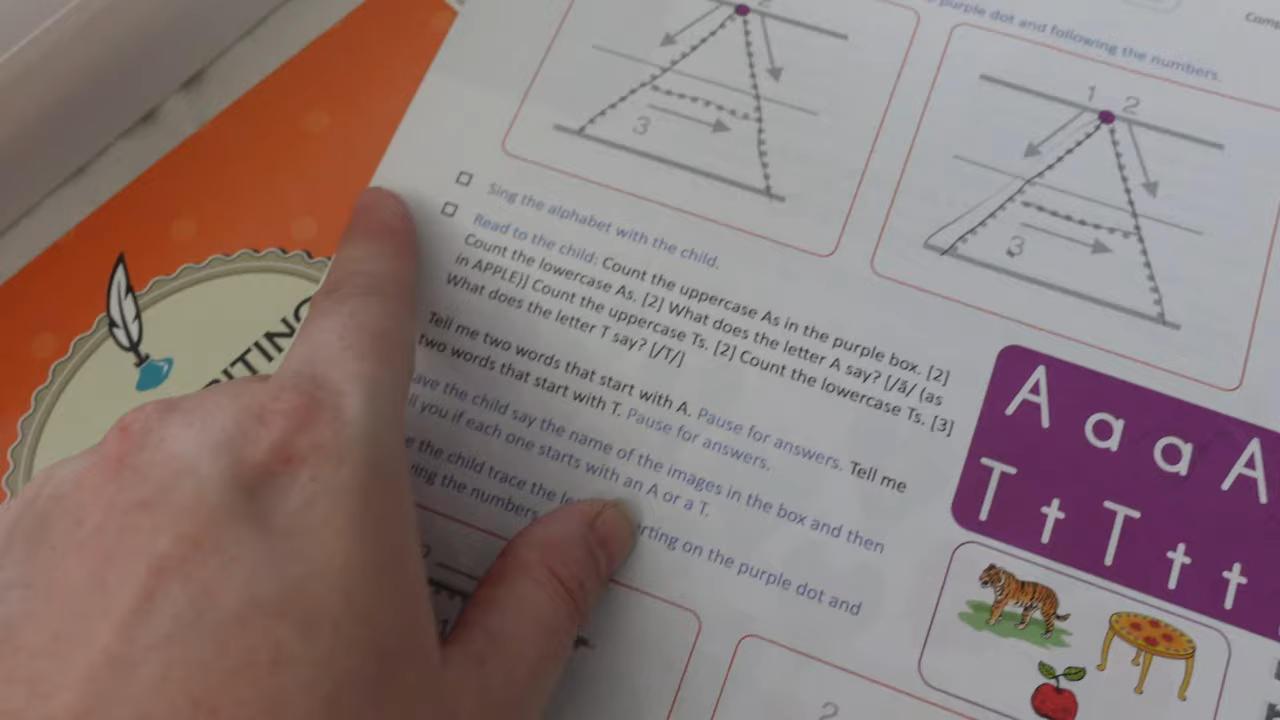 purple dot and following the numbers.
Com
2
3
1 2
3
Sing the alphabet with the child.
Read to the child: Count the uppercase As in the purple box. [2]
Count the lowercase As. [2] What does the letter A say? [/ă/ (as
in APPLE)] Count the uppercase Ts. [2] Count the lowercase Ts. [3]
What does the letter T say? [/T/]
Tell me two words that start with A. Pause for answers. Tell me
two words that start with T. Pause for answers.
ave the child say the name of the images in the box and then
ll you if each one starts with an A or a T.
e the child trace the le rting on the purple dot and
ing the numbers.
A a a A
T t T t t
ITING
2